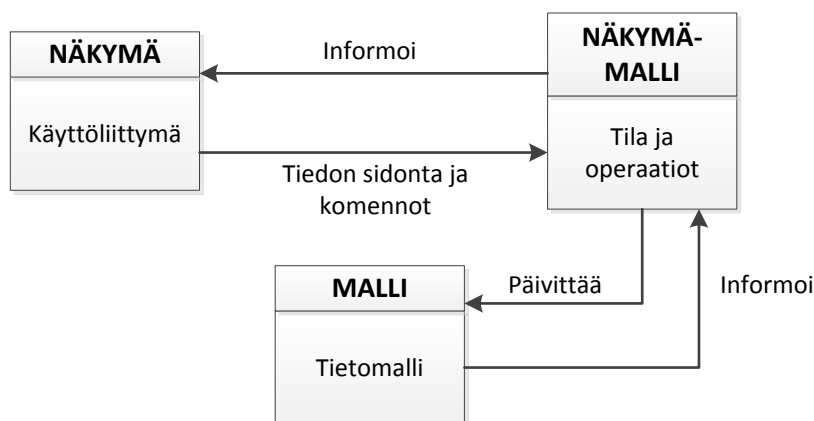 NÄKYMÄ
Käyttöliittymä
Informoi
Tiedon sidonta ja
komennot
NÄKYMÄ-
MALLI
Tila ja
operaatiot
MALLI
Tietomalli
Päivittää
Informoi